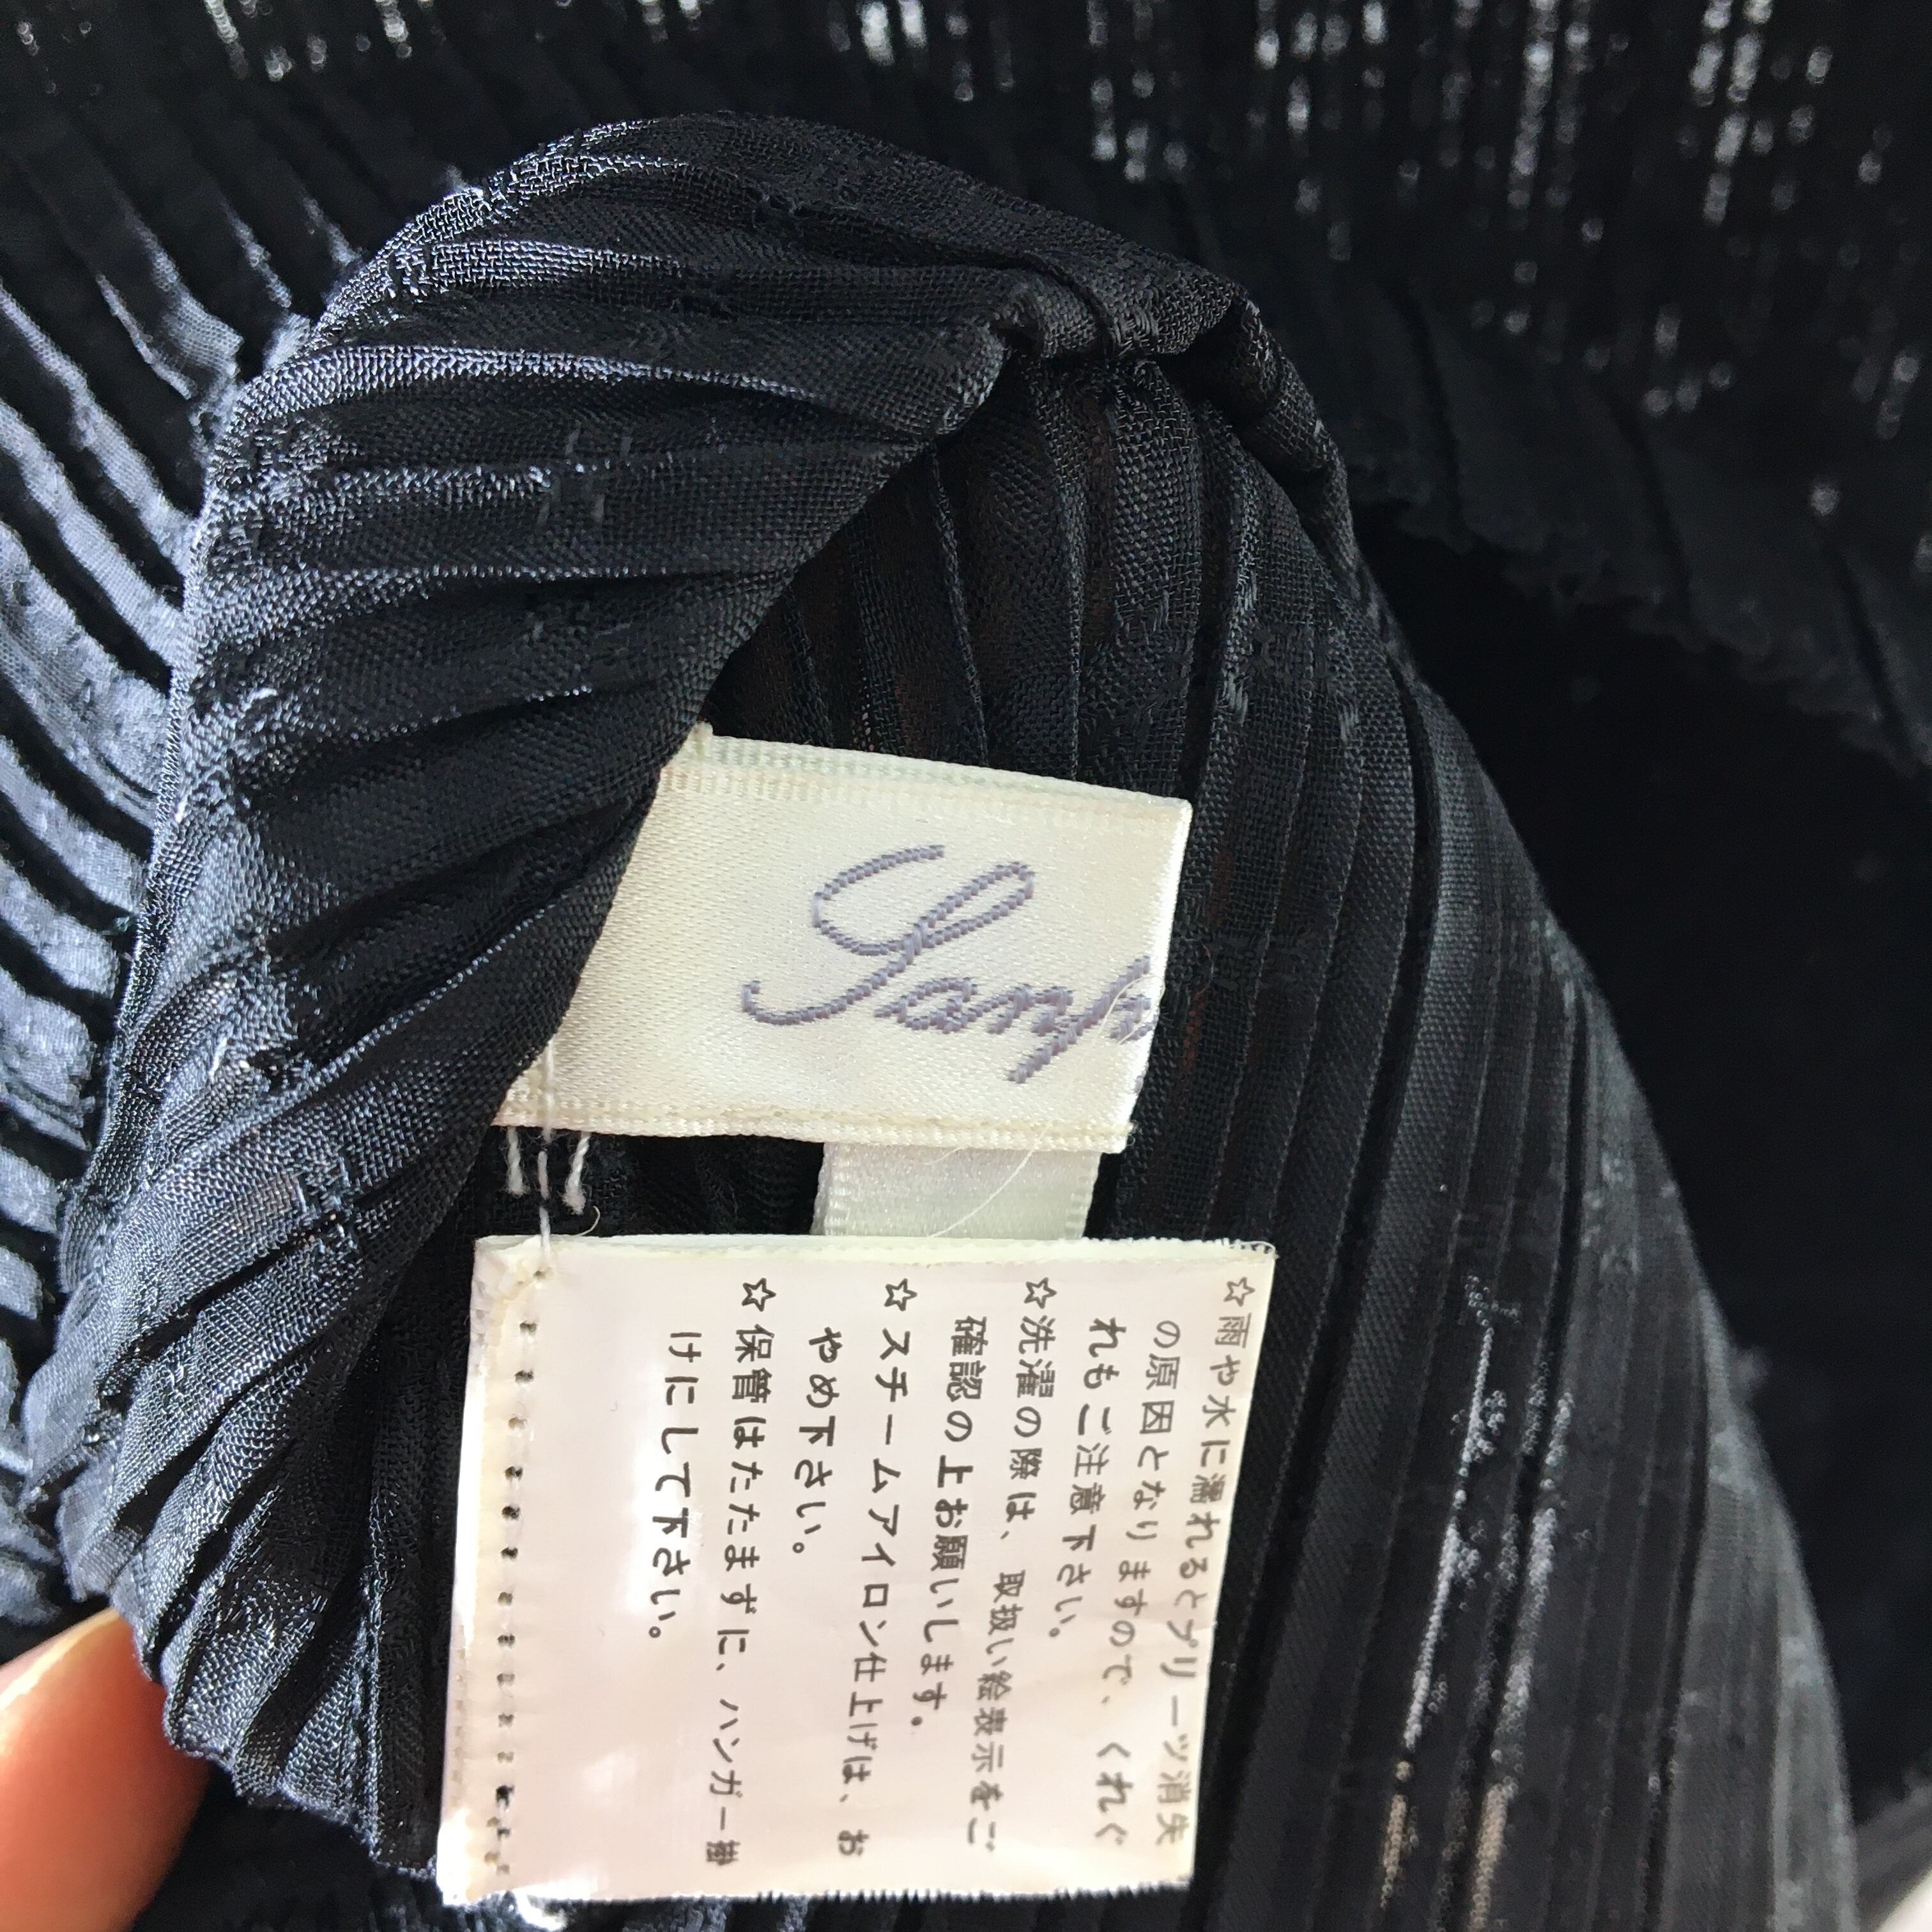 Sony
☆雨や水に濡れるとプリーツ消失
の原因となりますので、くれぐ
れもご注意下さい。
☆洗濯の際は、取扱い絵表示をご
確認の上お願いします。
☆スチームアイロン仕上げは、お
やめ下さい。
☆保管はたたまずに、ハンガー掛
けにして下さい。